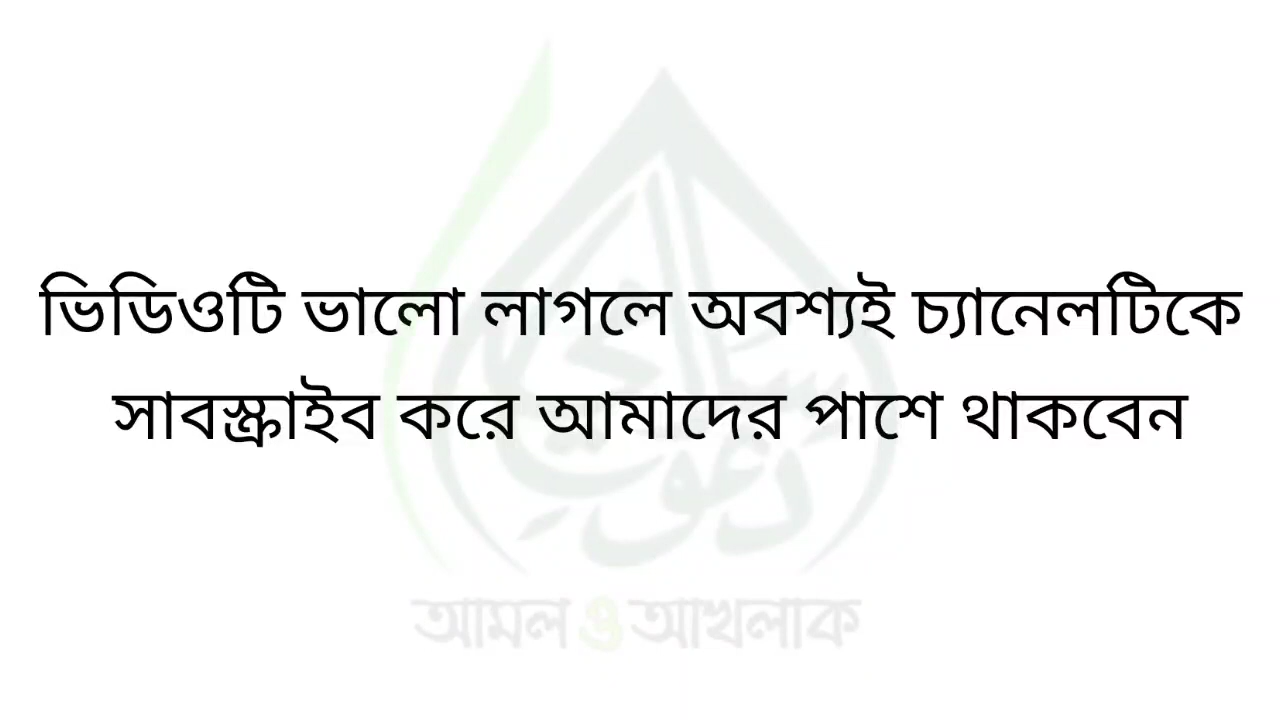 ভিডিওটি ভালো লাগলে অবশ্যই চ্যানেলটিকে
সাবস্ক্রাইব করে আমাদের পাশে থাকবেন
আমল ও আখলাক